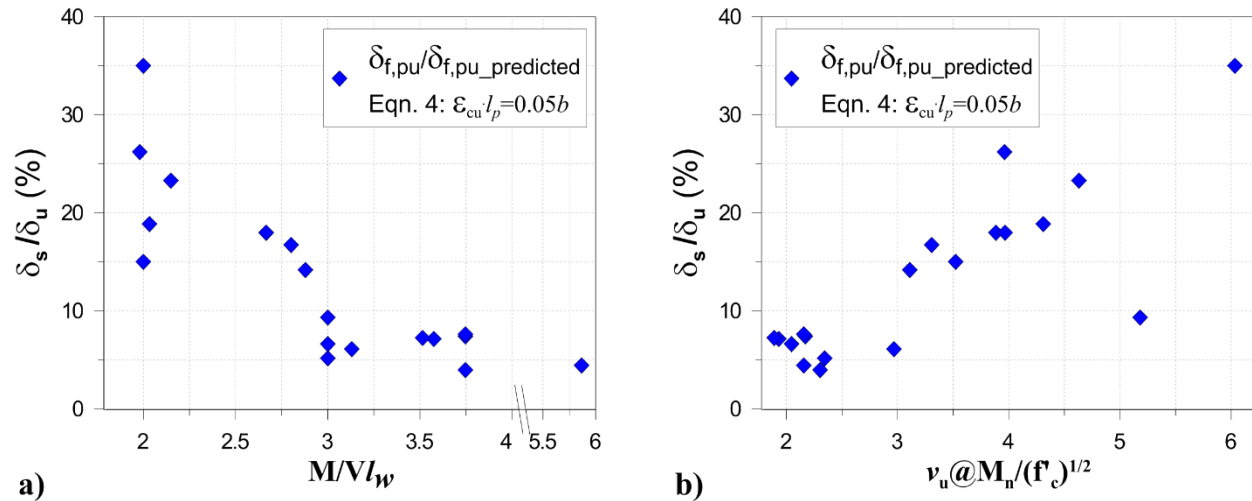 40
30
20
10
0
δs /δu (%)
δf,pu/δf,pu_predicted
Eqn. 4: εcu·lp=0.05b
2 2.5 3 3.5 4 5.5 6
M/Vlw
a)
40
30
20
10
0
δs /δu (%)
δf,pu/δf,pu_predicted
Eqn. 4: εcu·lp=0.05b
2 3 4 5 6
vu@Mn/(f'c)1/2
b)